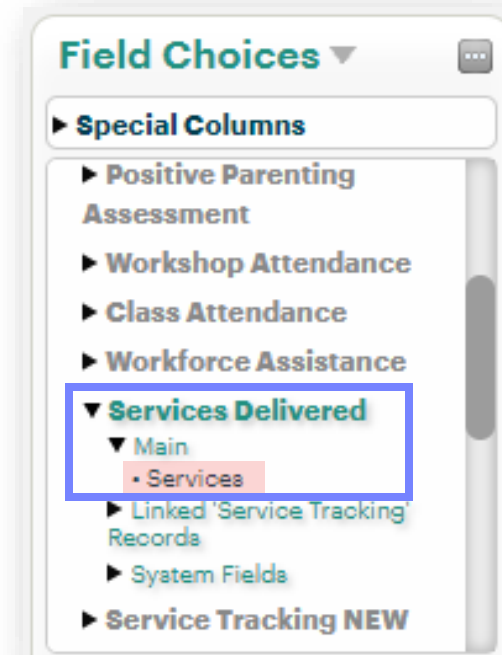 Field Choices
Special Columns
Positive Parenting
Assessment
Workshop Attendance
Class Attendance
Workforce Assistance
Services Delivered
Main
• Services
Linked 'Service Tracking'
Records
System Fields
Service Tracking NEW